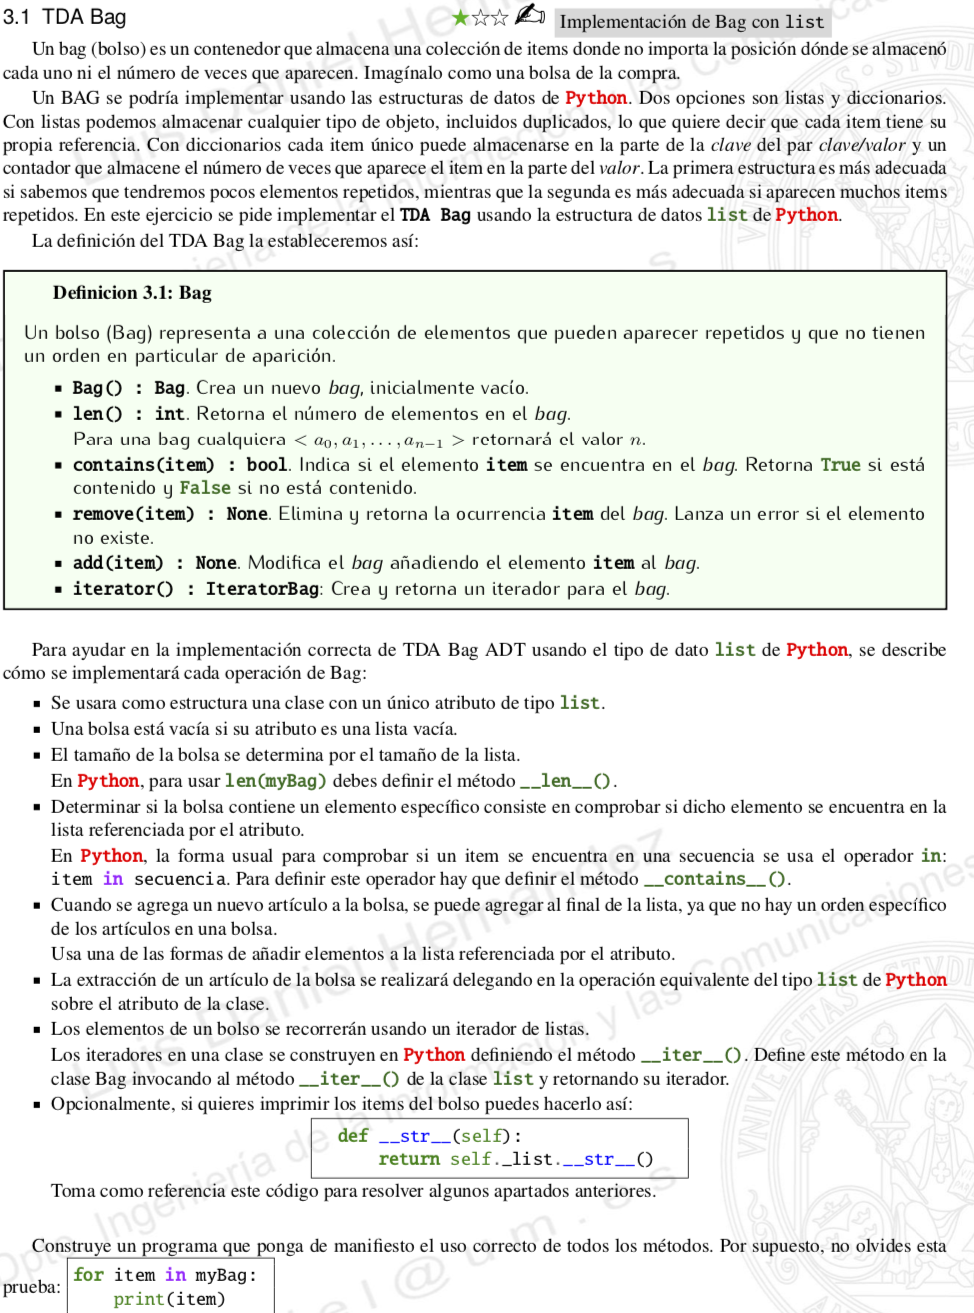 3.1 TDA Bag
★☆☆ ✍ Implementación de Bag con list
Un bag (bolso) es un contenedor que almacena una colección de items donde no importa la posición dónde se almacenó
cada uno ni el número de veces que aparecen. Imagínalo como una bolsa de la compra.
Un BAG se podría implementar usando las estructuras de datos de Python. Dos opciones son listas y diccionarios.
Con listas podemos almacenar cualquier tipo de objeto, incluidos duplicados, lo que quiere decir que cada item tiene su
propia referencia. Con diccionarios cada item único puede almacenarse en la parte de la clave del par clave/valor y un
contador que almacene el número de veces que aparece el ítem en la parte del valor. La primera estructura es más adecuada
si sabemos que tendremos pocos elementos repetidos, mientras que la segunda es más adecuada si aparecen muchos items
repetidos. En este ejercicio se pide implementar el TDA Bag usando la estructura de datos list de Python.
La definición del TDA Bag la estableceremos así:
Definicion 3.1: Bag
Un bolso (Bag) representa a una colección de elementos que pueden aparecer repetidos y que no tienen
un orden en particular de aparición.
▪ Bag() : Bag. Crea un nuevo bag, inicialmente vacío.
▪ len() : int. Retorna el número de elementos en el bag.
Para una bag cualquiera < a₀, a₁, . . . , aₙ₋₁ > retornará el valor n.
▪ contains(item) : bool. Indica si el elemento item se encuentra en el bag. Retorna True si está
contenido y False si no está contenido.
▪ remove(item) : None. Elimina y retorna la ocurrencia item del bag. Lanza un error si el elemento
no existe.
▪ add(item) : None. Modifica el bag añadiendo el elemento item al bag.
▪ iterator() : IteratorBag: Crea y retorna un iterador para el bag.
Para ayudar en la implementación correcta de TDA Bag ADT usando el tipo de dato list de Python, se describe
cómo se implementará cada operación de Bag:
▪ Se usara como estructura una clase con un único atributo de tipo list.
▪ Una bolsa está vacía si su atributo es una lista vacía.
▪ El tamaño de la bolsa se determina por el tamaño de la lista.
En Python, para usar len(myBag) debes definir el método __len__().
▪ Determinar si la bolsa contiene un elemento específico consiste en comprobar si dicho elemento se encuentra en la
lista referenciada por el atributo.
En Python, la forma usual para comprobar si un item se encuentra en una secuencia se usa el operador in:
item in secuencia. Para definir este operador hay que definir el método __contains__().
▪ Cuando se agrega un nuevo artículo a la bolsa, se puede agregar al final de la lista, ya que no hay un orden específico
de los artículos en una bolsa.
Usa una de las formas de añadir elementos a la lista referenciada por el atributo.
▪ La extracción de un artículo de la bolsa se realizará delegando en la operación equivalente del tipo list de Python
sobre el atributo de la clase.
▪ Los elementos de un bolso se recorrerán usando un iterador de listas.
Los iteradores en una clase se construyen en Python definiendo el método __iter__(). Define este método en la
clase Bag invocando al método __iter__() de la clase list y retornando su iterador.
▪ Opcionalmente, si quieres imprimir los items del bolso puedes hacerlo así:
def __str__(self):
return self._list.__str__()
Toma como referencia este código para resolver algunos apartados anteriores.
Construye un programa que ponga de manifiesto el uso correcto de todos los métodos. Por supuesto, no olvides esta
prueba: for item in myBag:
print(item)